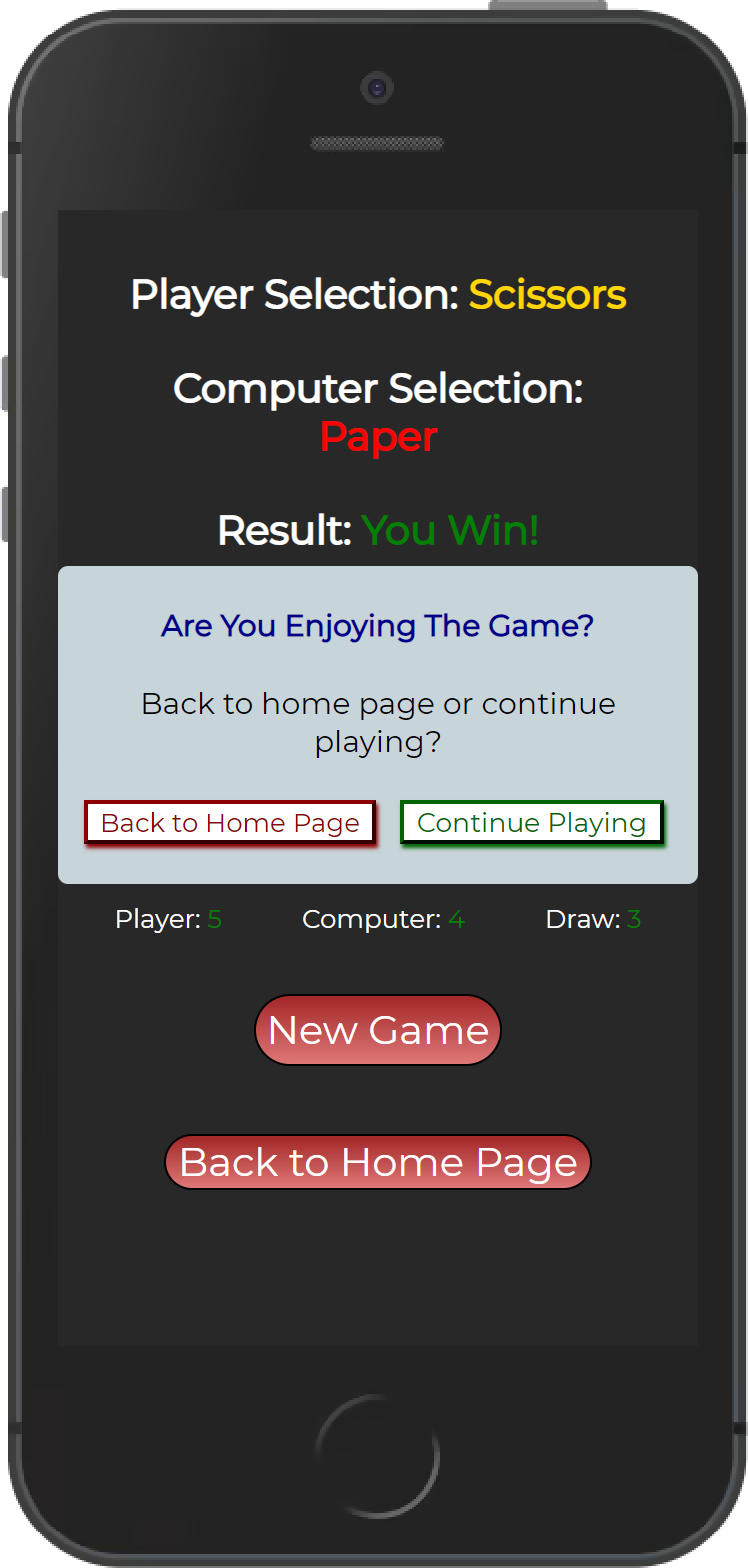 Player Selection: Scissors
Computer Selection:
Paper
Result: You Win!
Are You Enjoying The Game?
Back to home page or continue
playing?
Back to Home Page Continue Playing
Player: 5 Computer: 4 Draw: 3
New Game
Back to Home Page